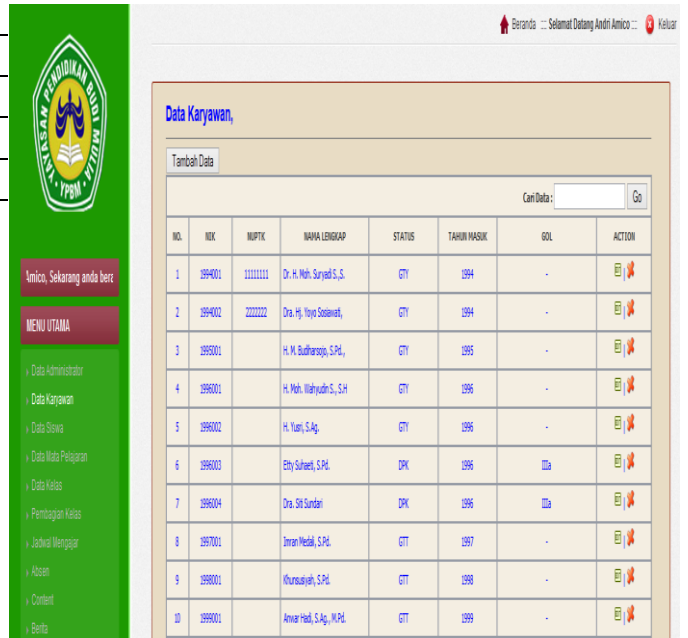 Beranda ::: Selamat Datang Andri Amico ::: Keluar
YAYASAN PENDIDIKAN BUDI MULIA
YPBM
Amico, Sekarang anda bera
MENU UTAMA
» Data Administrator
» Data Karyawan
» Data Siswa
» Data Mata Pelajaran
» Data Kelas
» Pembagian Kelas
» Jadwal Mengajar
» Absen
» Content
» Berita
Data Karyawan,
Tambah Data
Cari Data : Go
NO. NIK NUPTK NAMA LENGKAP STATUS TAHUN MASUK GOL ACTION
1 1994001 11111111 Dr. H. Moh. Suryadi S.,S. GTY 1994 - |
2 1994002 2222222 Dra. Hj. Yoyo Sosiawati, GTY 1994 - |
3 1995001 H. M. Budiharsojo, S.Pd., GTY 1995 - |
4 1996001 H. Moh. Wahyudin S., S.H GTY 1996 - |
5 1996002 H. Yusri, S.Ag. GTY 1996 - |
6 1996003 Etty Suhaeti, S.Pd. DPK 1996 IIIa |
7 1996004 Dra. Siti Sundari DPK 1996 IIIa |
8 1997001 Imran Medali, S.Pd. GTT 1997 - |
9 1998001 Khunsusiyah, S.Pd. GTT 1998 - |
10 1999001 Anwar Hadi, S.Ag., M.Pd. GTT 1999 - |